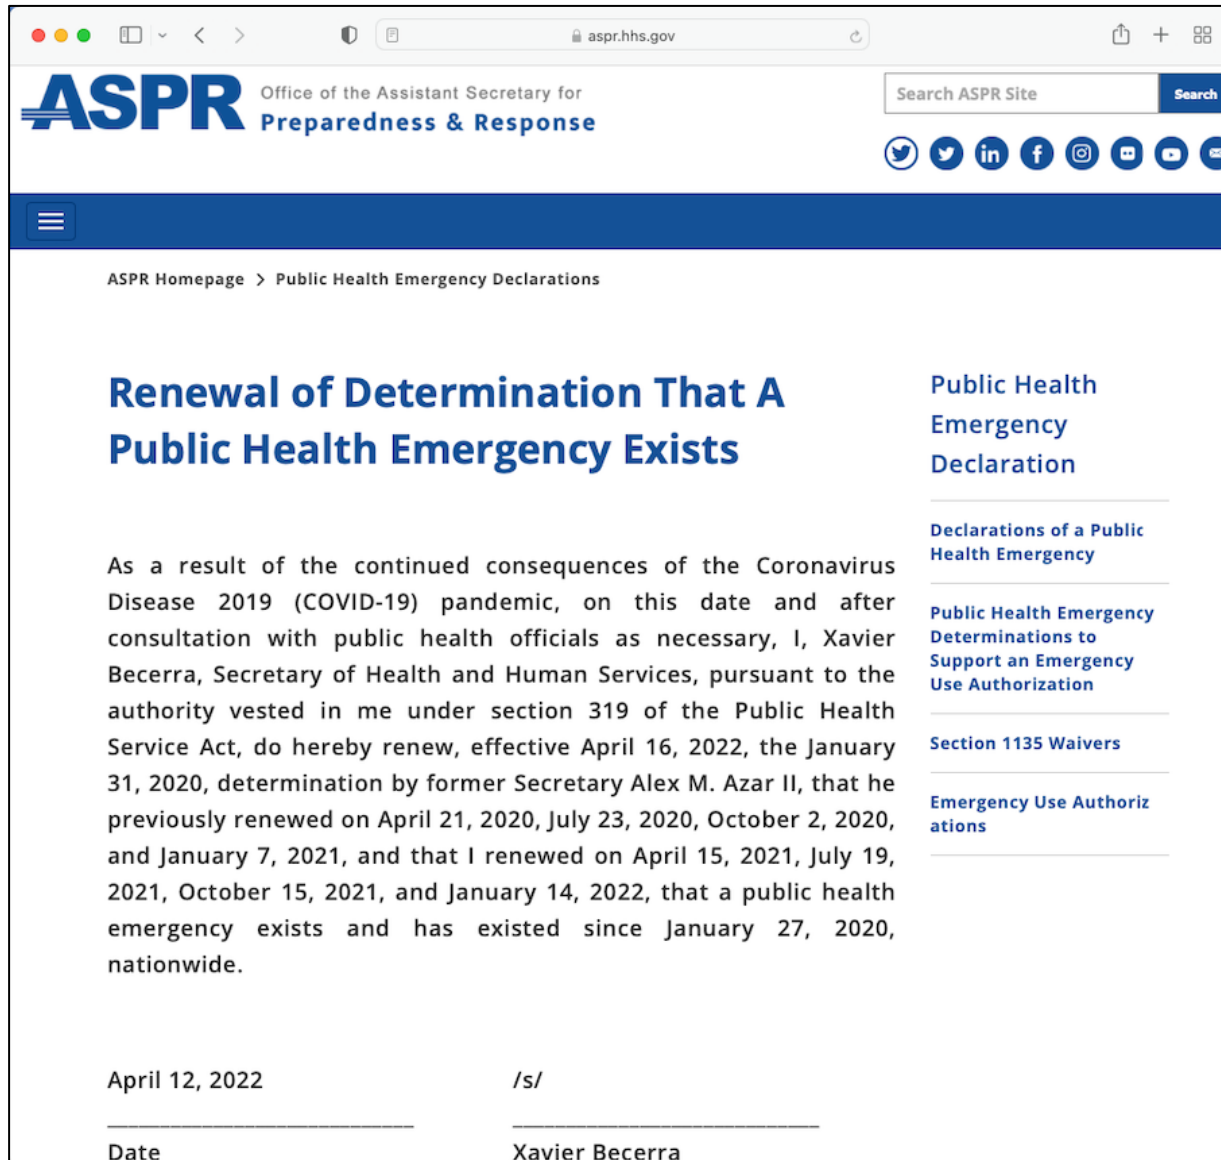 aspr.hhs.gov
ASPR
Office of the Assistant Secretary for
Preparedness & Response
Search ASPR Site
Search
ASPR Homepage > Public Health Emergency Declarations
Renewal of Determination That A
Public Health Emergency Exists
As a result of the continued consequences of the Coronavirus
Disease 2019 (COVID-19) pandemic, on this date and after
consultation with public health officials as necessary, I, Xavier
Becerra, Secretary of Health and Human Services, pursuant to the
authority vested in me under section 319 of the Public Health
Service Act, do hereby renew, effective April 16, 2022, the January
31, 2020, determination by former Secretary Alex M. Azar II, that he
previously renewed on April 21, 2020, July 23, 2020, October 2, 2020,
and January 7, 2021, and that I renewed on April 15, 2021, July 19,
2021, October 15, 2021, and January 14, 2022, that a public health
emergency exists and has existed since January 27, 2020,
nationwide.
April 12, 2022
/s/
Date
Xavier Becerra
Public Health
Emergency
Declaration
Declarations of a Public
Health Emergency
Public Health Emergency
Determinations to
Support an Emergency
Use Authorization
Section 1135 Waivers
Emergency Use Authoriz
ations